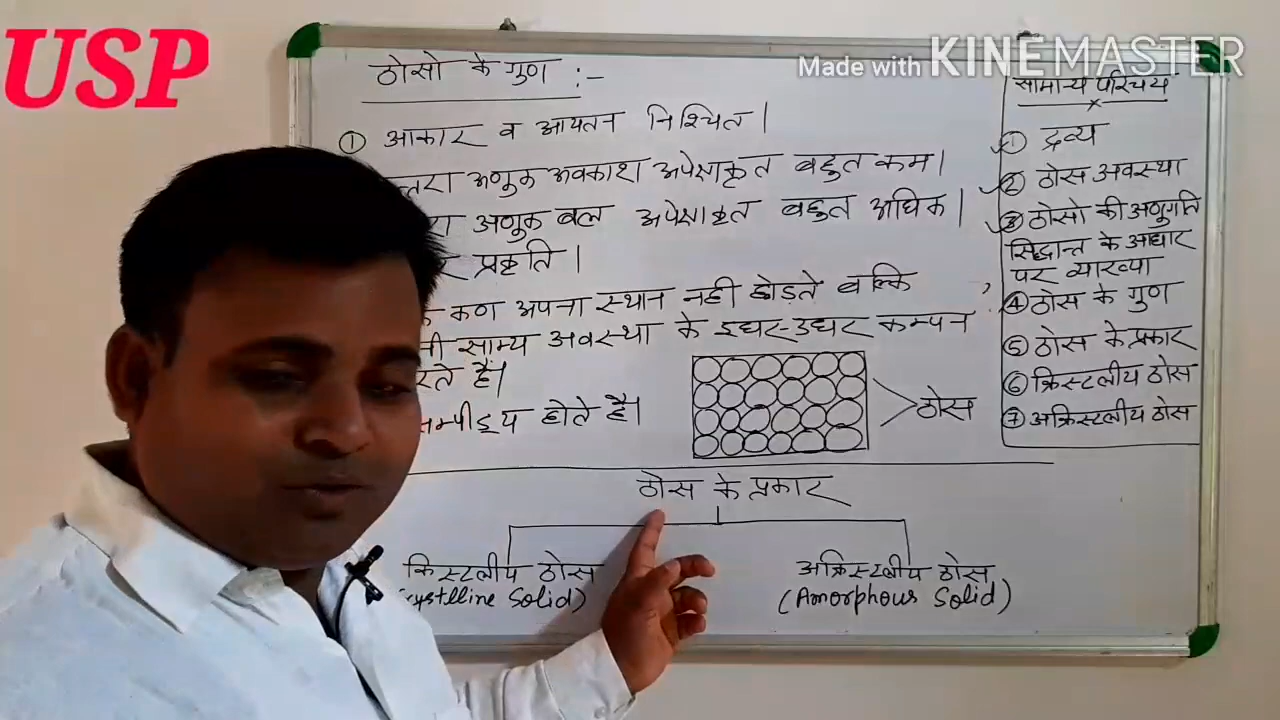 USP
Made with KINEMASTER
ठोसो के गुण :-
① आकार व आयतन निश्चित।
अणुक अवकाश अपेक्षाकृत बहुत कम।
अणुक बल अपेक्षाकृत बहुत अधिक।
प्रकृति।
कण अपना स्थान नही छोड़ते बल्कि
साम्य अवस्था के इधर-उधर कम्पन
हैं।
होते है।
ठोस
सामान्य परिचय
① द्रव्य
② ठोस अवस्था
③ ठोसो की अणुगति
सिद्धान्त के आधार
पर व्याख्या
④ ठोस के गुण
⑤ ठोस के प्रकार
⑥ क्रिस्टलीय ठोस
⑦ अक्रिस्टलीय ठोस
ठोस के प्रकार
क्रिस्टलीय ठोस
अक्रिस्टलीय ठोस
rystlline Solid)
(Amorphous Solid)